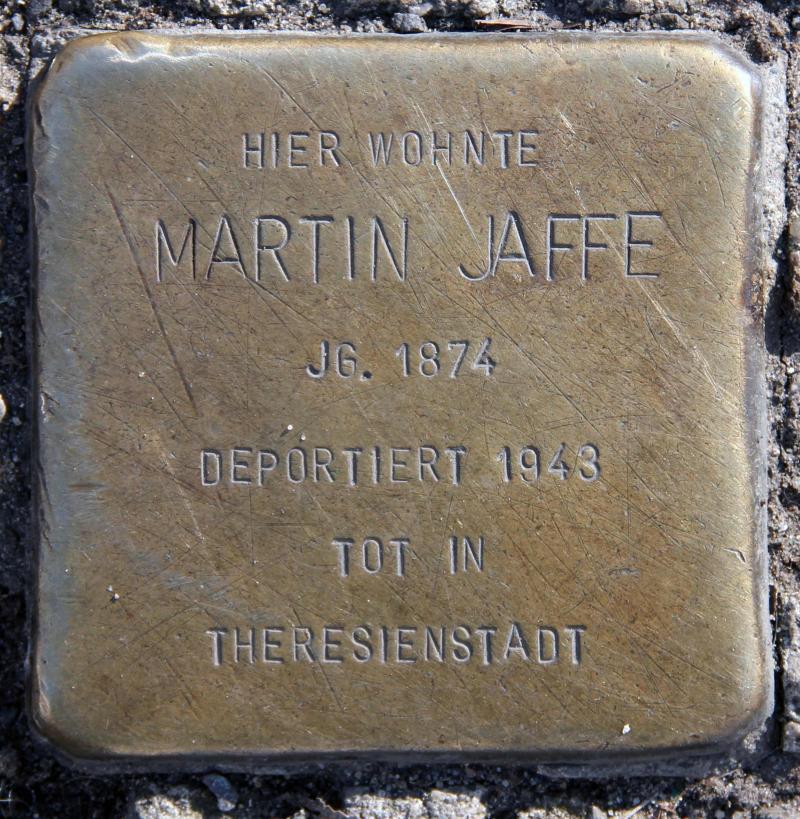 HIER WOHNTE
MARTIN JAFFE
JG. 1874
DEPORTIERT 1943
TOT IN
THERESIENSTADT